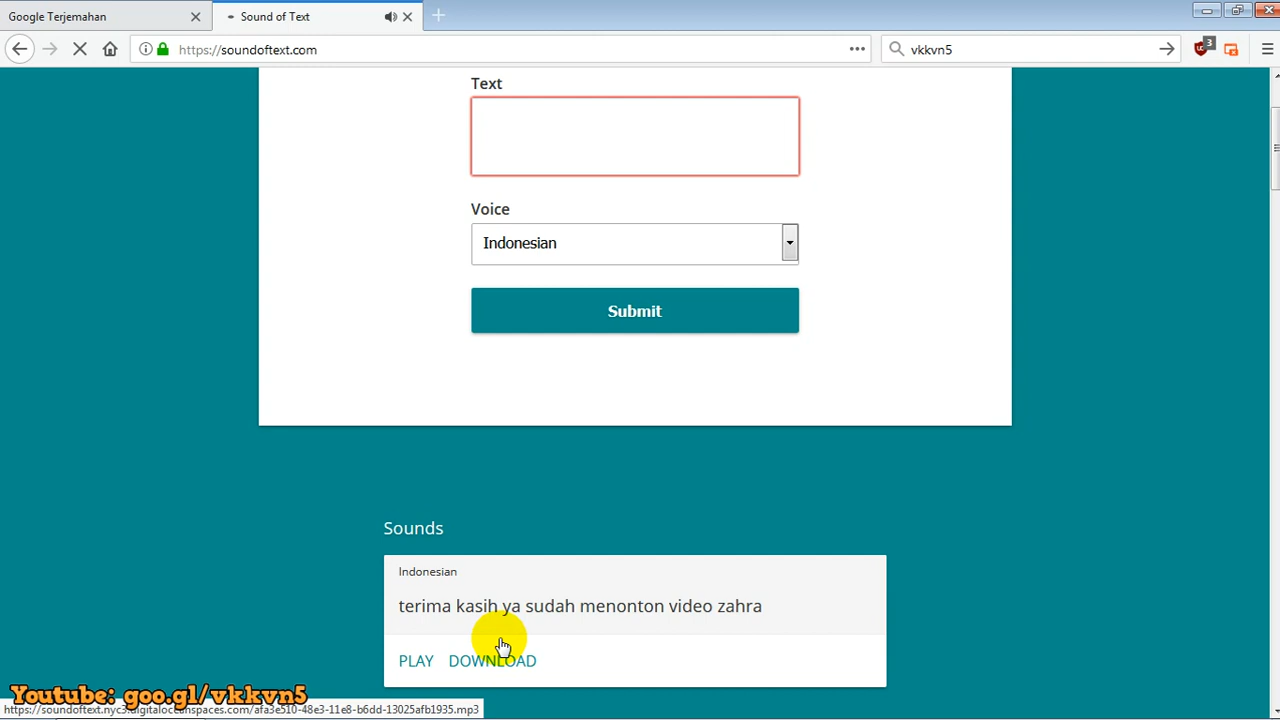 Google Terjemahan
Sound of Text
https://soundoftext.com
vkkvn5
3
Text
Voice
Indonesian
Submit
Sounds
Indonesian
terima kasih ya sudah menonton video zahra
PLAY DOWNLOAD
Youtube: goo.gl/vkkvn5
https://soundoftext.nyc3.digitaloceanspaces.com/afa3e510-48e3-11e8-b6dd-13025afb1935.mp3